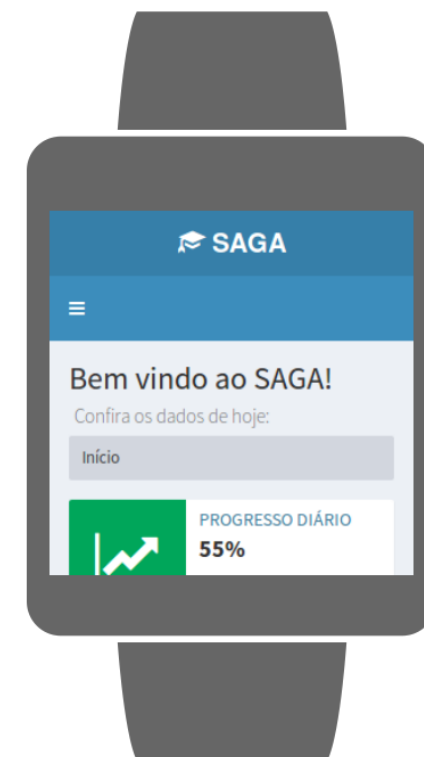 SAGA
Bem vindo ao SAGA!
Confira os dados de hoje:
Início
PROGRESSO DIÁRIO
55%